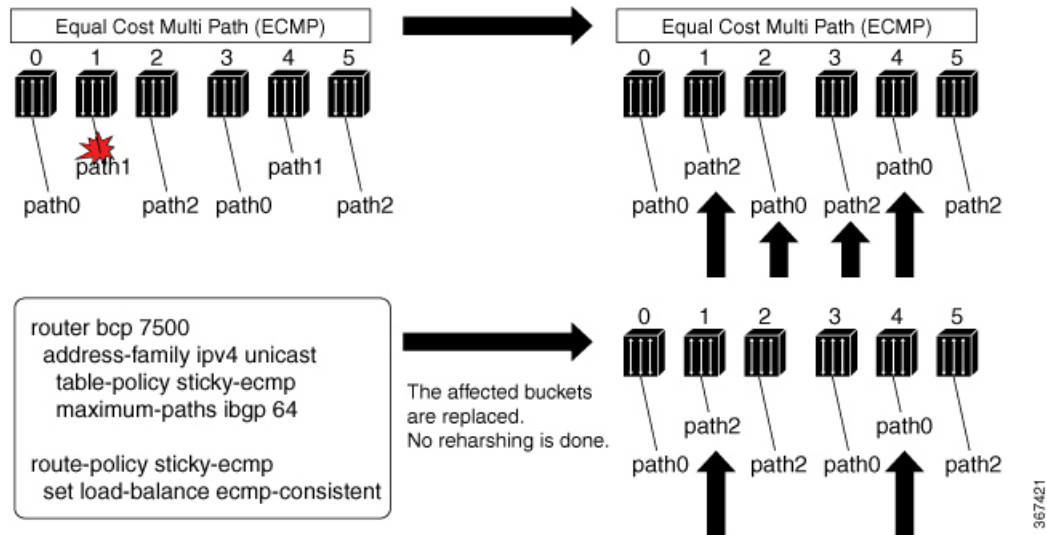 Equal Cost Multi Path (ECMP)
0 1 2 3 4 5
path1 path1
path0 path2 path0 path2
Equal Cost Multi Path (ECMP)
0 1 2 3 4 5
path2 path0
path0 path0 path2 path2
router bcp 7500
address-family ipv4 unicast
table-policy sticky-ecmp
maximum-paths ibgp 64
route-policy sticky-ecmp
set load-balance ecmp-consistent
The affected buckets
are replaced.
No reharshing is done.
0 1 2 3 4 5
path2 path0
path0 path2 path0 path2
367421